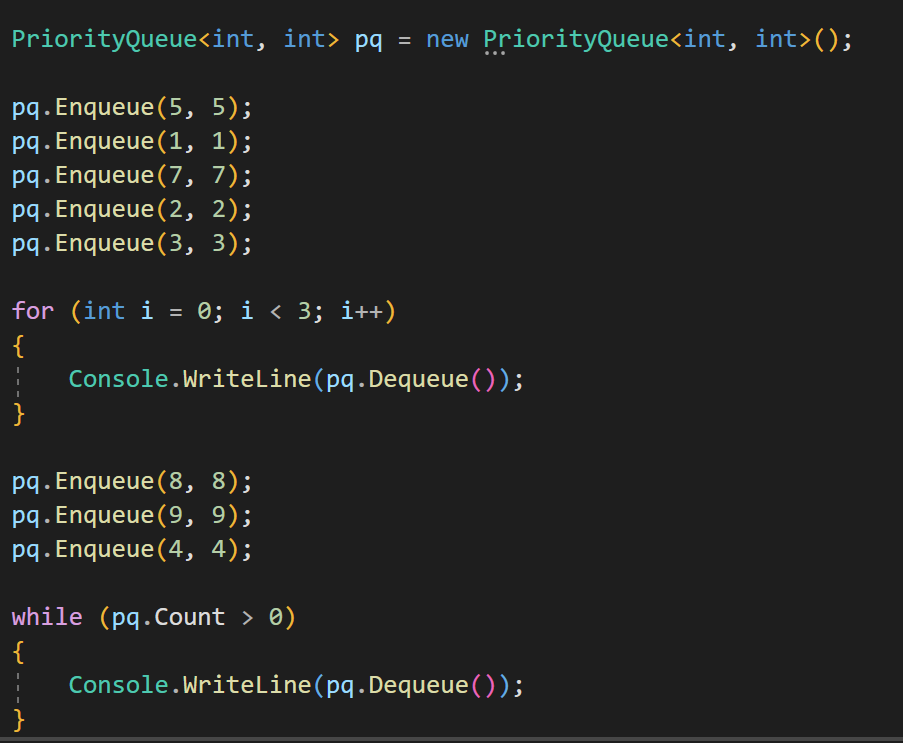 PriorityQueue<int, int> pq = new PriorityQueue<int, int>();
pq.Enqueue(5, 5);
pq.Enqueue(1, 1);
pq.Enqueue(7, 7);
pq.Enqueue(2, 2);
pq.Enqueue(3, 3);
for (int i = 0; i < 3; i++)
{
    Console.WriteLine(pq.Dequeue());
}
pq.Enqueue(8, 8);
pq.Enqueue(9, 9);
pq.Enqueue(4, 4);
while (pq.Count > 0)
{
    Console.WriteLine(pq.Dequeue());
}